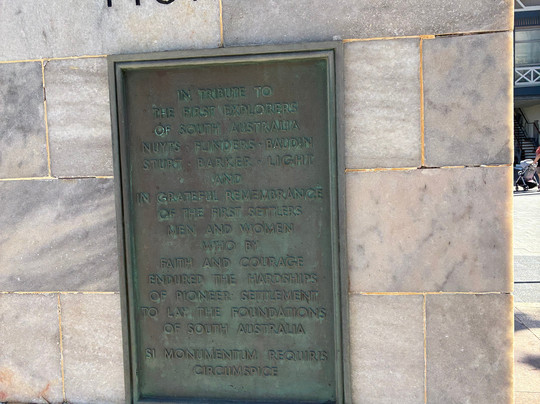 IN TRIBUTE TO
THE FIRST EXPLORERS
OF SOUTH AUSTRALIA
NUYTS · FLINDERS · BAUDIN
STURT · BARKER · LIGHT
AND
IN GRATEFUL REMEMBRANCE
OF THE FIRST SETTLERS
MEN AND WOMEN
WHO BY
FAITH AND COURAGE
ENDURED THE HARDSHIPS
OF PIONEER SETTLEMENT
TO LAY THE FOUNDATIONS
OF SOUTH AUSTRALIA
SI MONUMENTUM REQUIRIS
CIRCUMSPICE